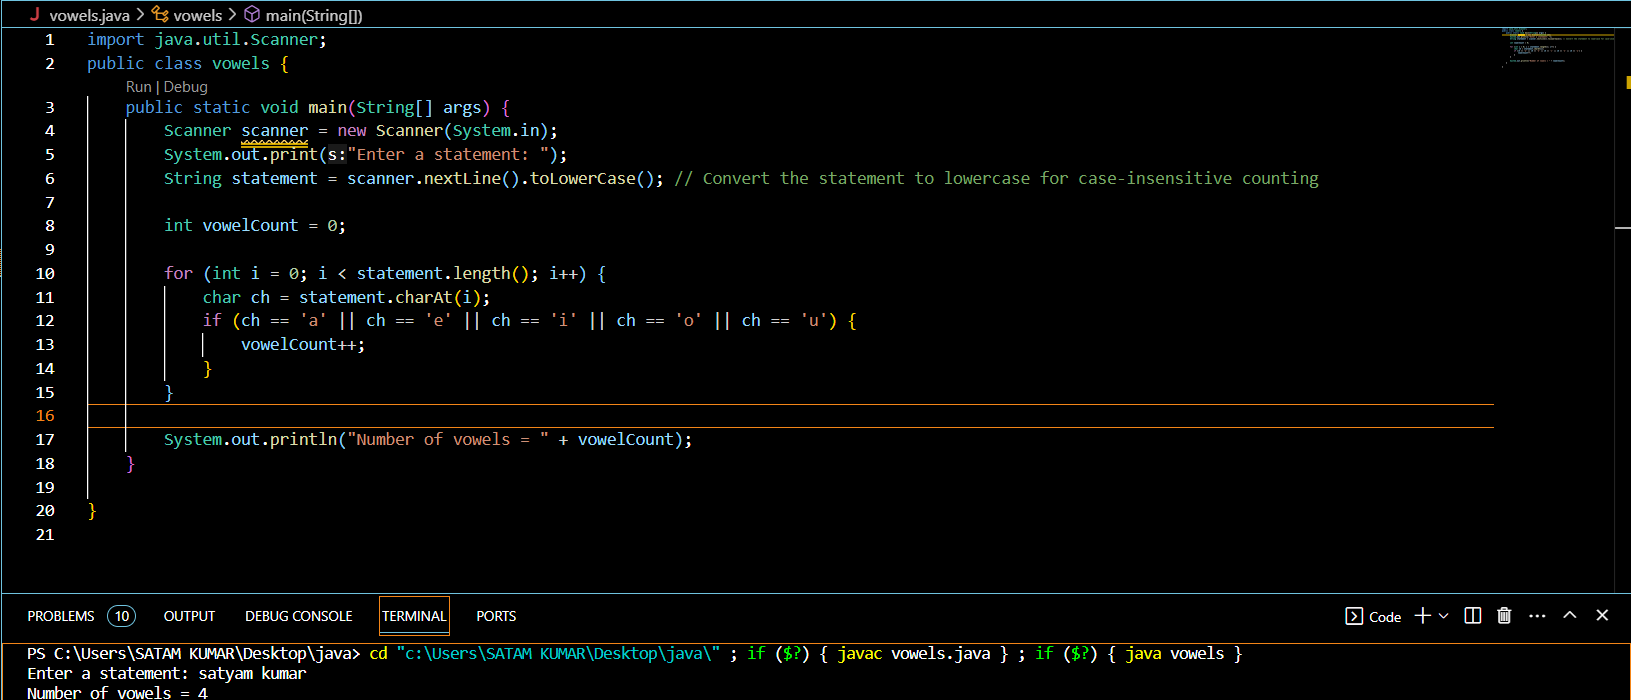 J vowels.java > vowels > main(String[])
1 import java.util.Scanner;
2 public class vowels {
Run | Debug
3 public static void main(String[] args) {
4 Scanner scanner = new Scanner(System.in);
5 System.out.print(s:"Enter a statement: ");
6 String statement = scanner.nextLine().toLowerCase(); // Convert the statement to lowercase for case-insensitive counting
7
8 int vowelCount = 0;
9
10 for (int i = 0; i < statement.length(); i++) {
11 char ch = statement.charAt(i);
12 if (ch == 'a' || ch == 'e' || ch == 'i' || ch == 'o' || ch == 'u') {
13 vowelCount++;
14 }
15 }
16
17 System.out.println("Number of vowels = " + vowelCount);
18 }
19
20 }
21
PROBLEMS 10 OUTPUT DEBUG CONSOLE TERMINAL PORTS Code
PS C:\Users\SATAM KUMAR\Desktop\java> cd "c:\Users\SATAM KUMAR\Desktop\java\" ; if ($?) { javac vowels.java } ; if ($?) { java vowels }
Enter a statement: satyam kumar
Number of vowels = 4